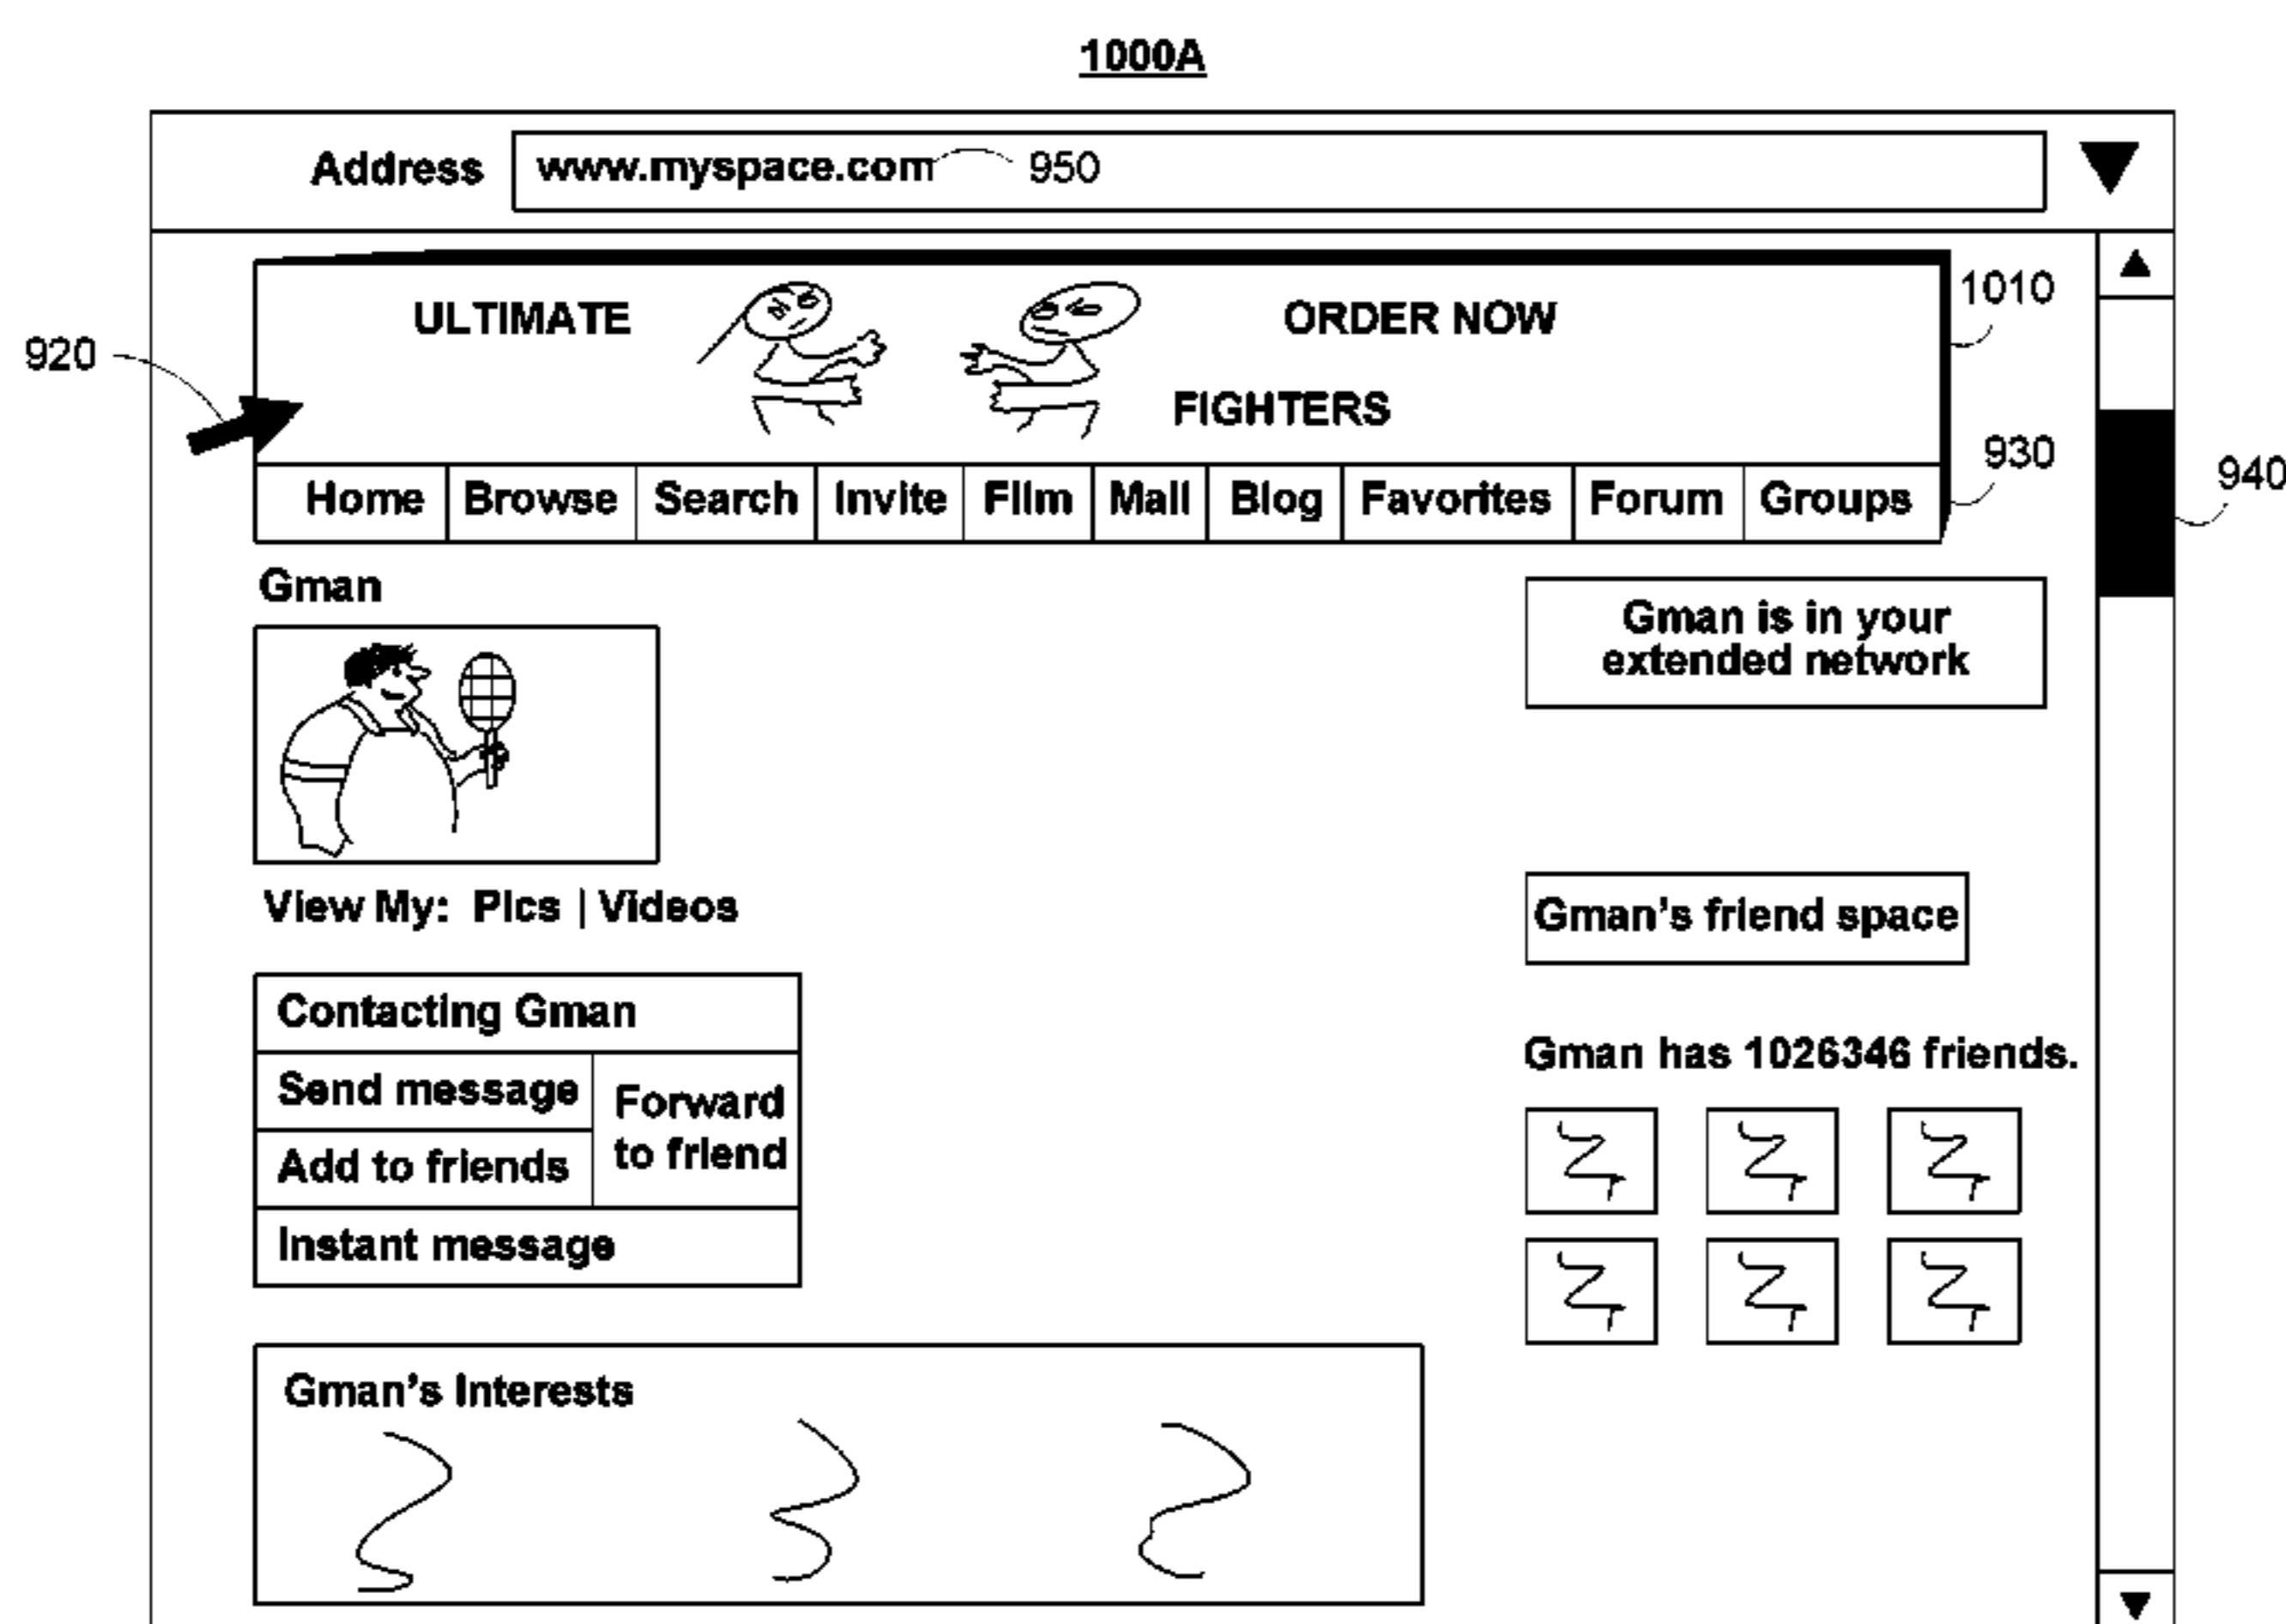 1000A
Address www.myspace.com 950
ULTIMATE ORDER NOW 1010
920
FIGHTERS
930
940
Home Browse Search Invite Film Mail Blog Favorites Forum Groups
Gman
Gman is in your
extended network
View My: Pics | Videos
Gman's friend space
Contacting Gman
Send message
Add to friends
Forward
to friend
Instant message
Gman has 1026346 friends.
Gman's Interests